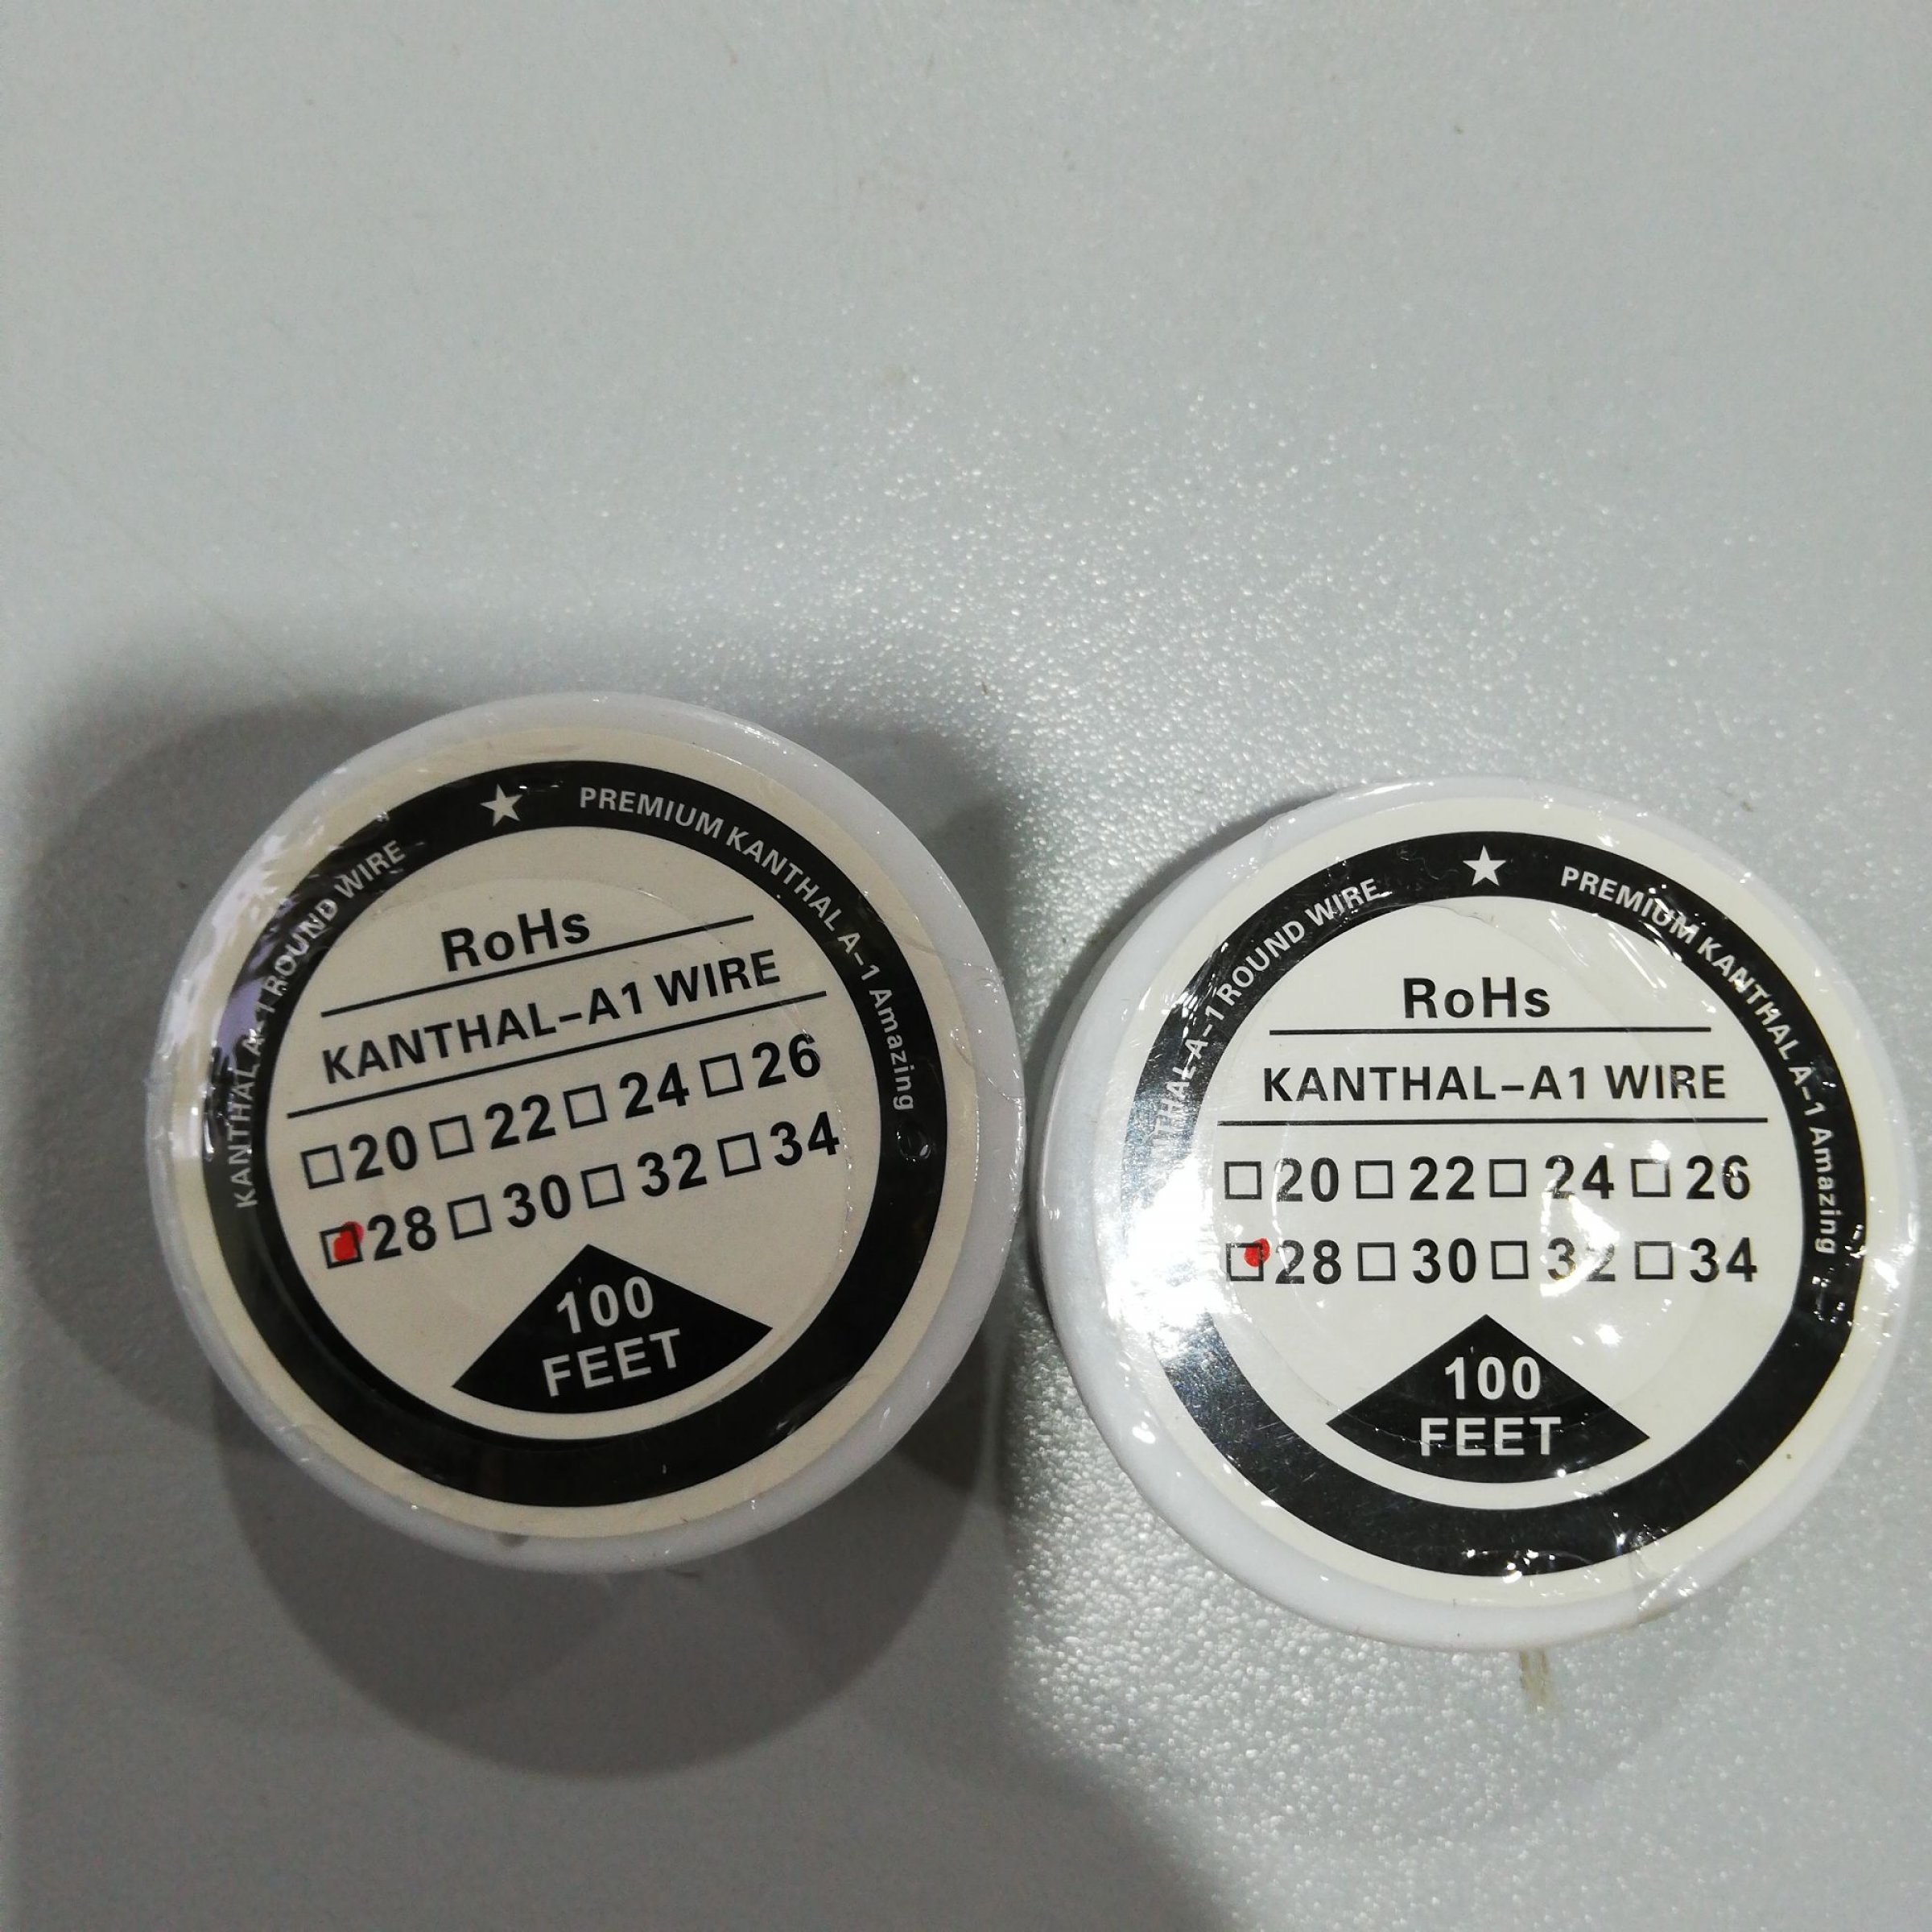 KANTHAL A-1 ROUND WIRE ★ PREMIUM KANTHAL A-1 Amazing
RoHs
KANTHAL-A1 WIRE
□20 □22 □24 □26
□28 □30 □32 □34
100
FEET
A-1 ROUND WIRE ★ PREMIUM KANTHAL A-1 Amazing
RoHs
KANTHAL-A1 WIRE
□20 □22 □24 □26
□28 □30 □32 □34
100
FEET